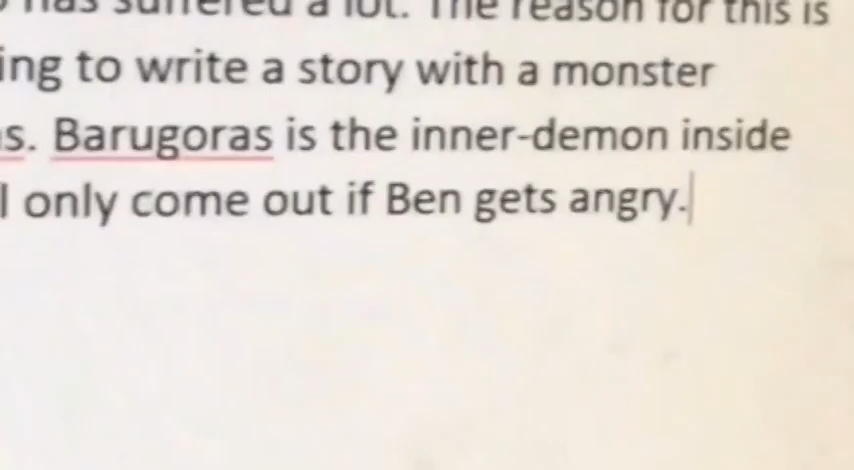 has suffered a lot. The reason for this is
ing to write a story with a monster
s. Barugoras is the inner-demon inside
l only come out if Ben gets angry.